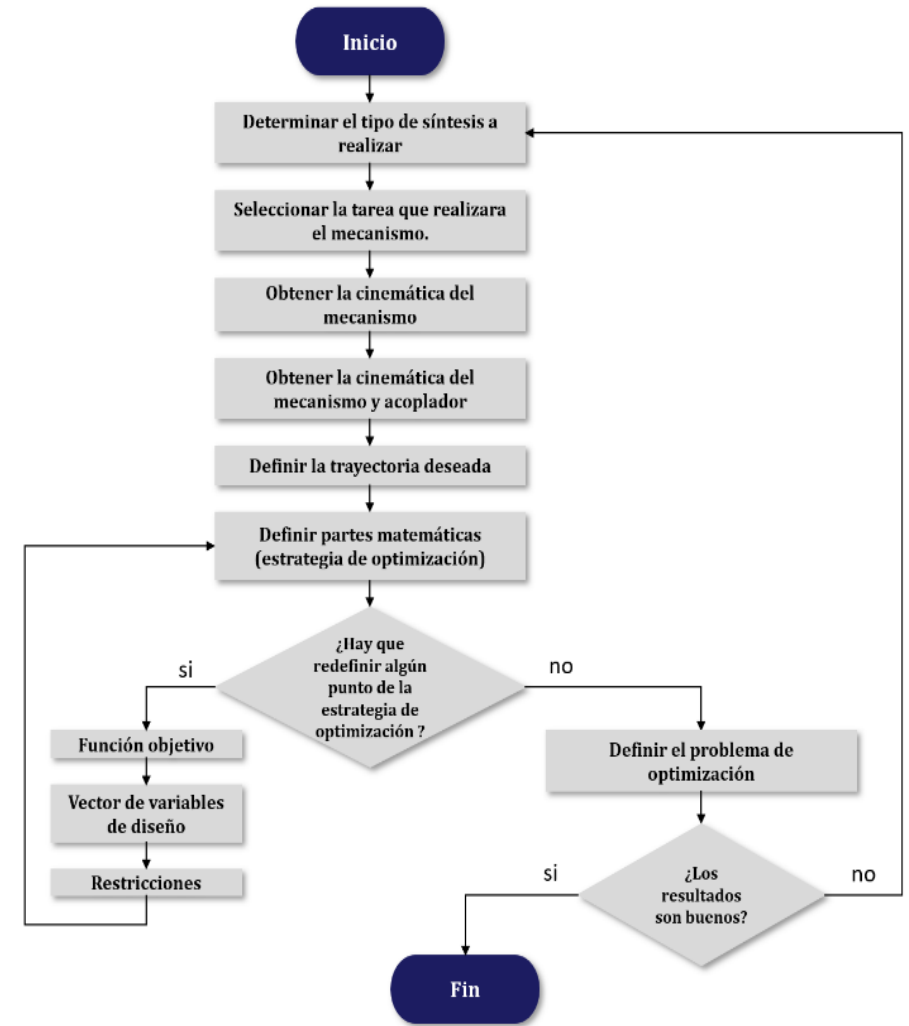 Inicio
Determinar el tipo de síntesis a
realizar
Seleccionar la tarea que realizara
el mecanismo.
Obtener la cinemática del
mecanismo
Obtener la cinemática del
mecanismo y acoplador
Definir la trayectoria deseada
Definir partes matemáticas
(estrategia de optimización)
¿Hay que
redefinir algún
punto de la
estrategia de
optimización ?
si
no
Función objetivo
Vector de variables
de diseño
Restricciones
Definir el problema de
optimización
¿Los
resultados
son buenos?
si
no
Fin